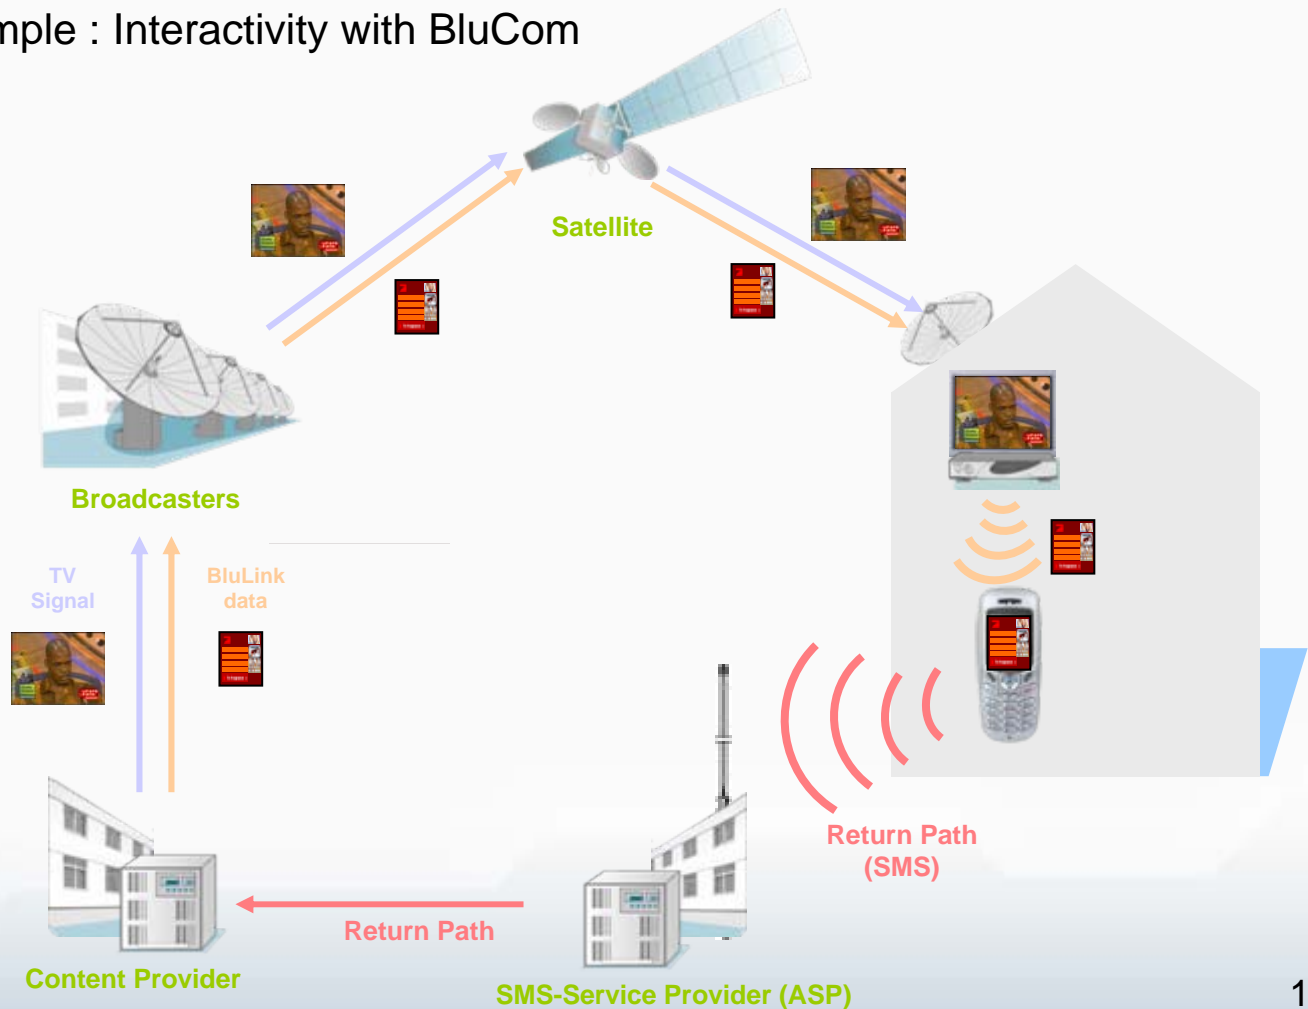 mple : Interactivity with BluCom
Satellite
Broadcasters
TV
Signal
BluLink
data
Return Path
(SMS)
Return Path
Content Provider
SMS-Service Provider (ASP)
1